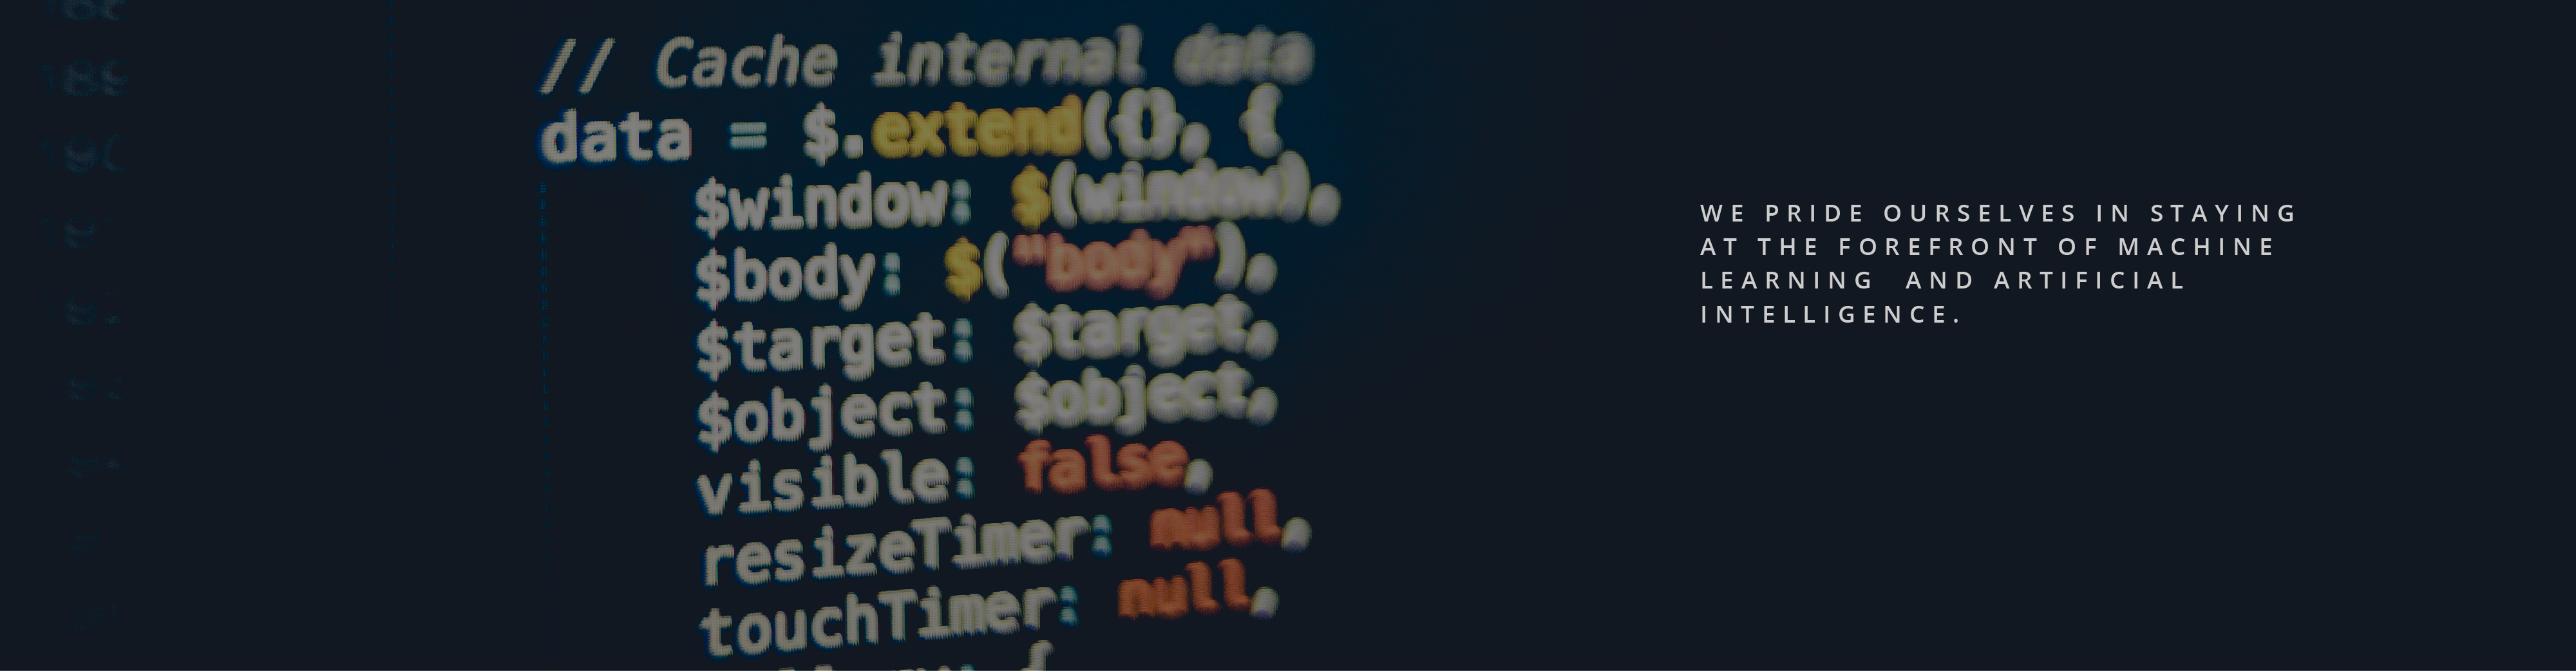 // Cache internal data
data = $.extend({}, {
$window: $(window),
$body: $("body"),
$target: $target,
$object: $object,
visible: false,
resizeTimer: null,
touchTimer: null,
WE PRIDE OURSELVES IN STAYING
AT THE FOREFRONT OF MACHINE
LEARNING AND ARTIFICIAL
INTELLIGENCE.